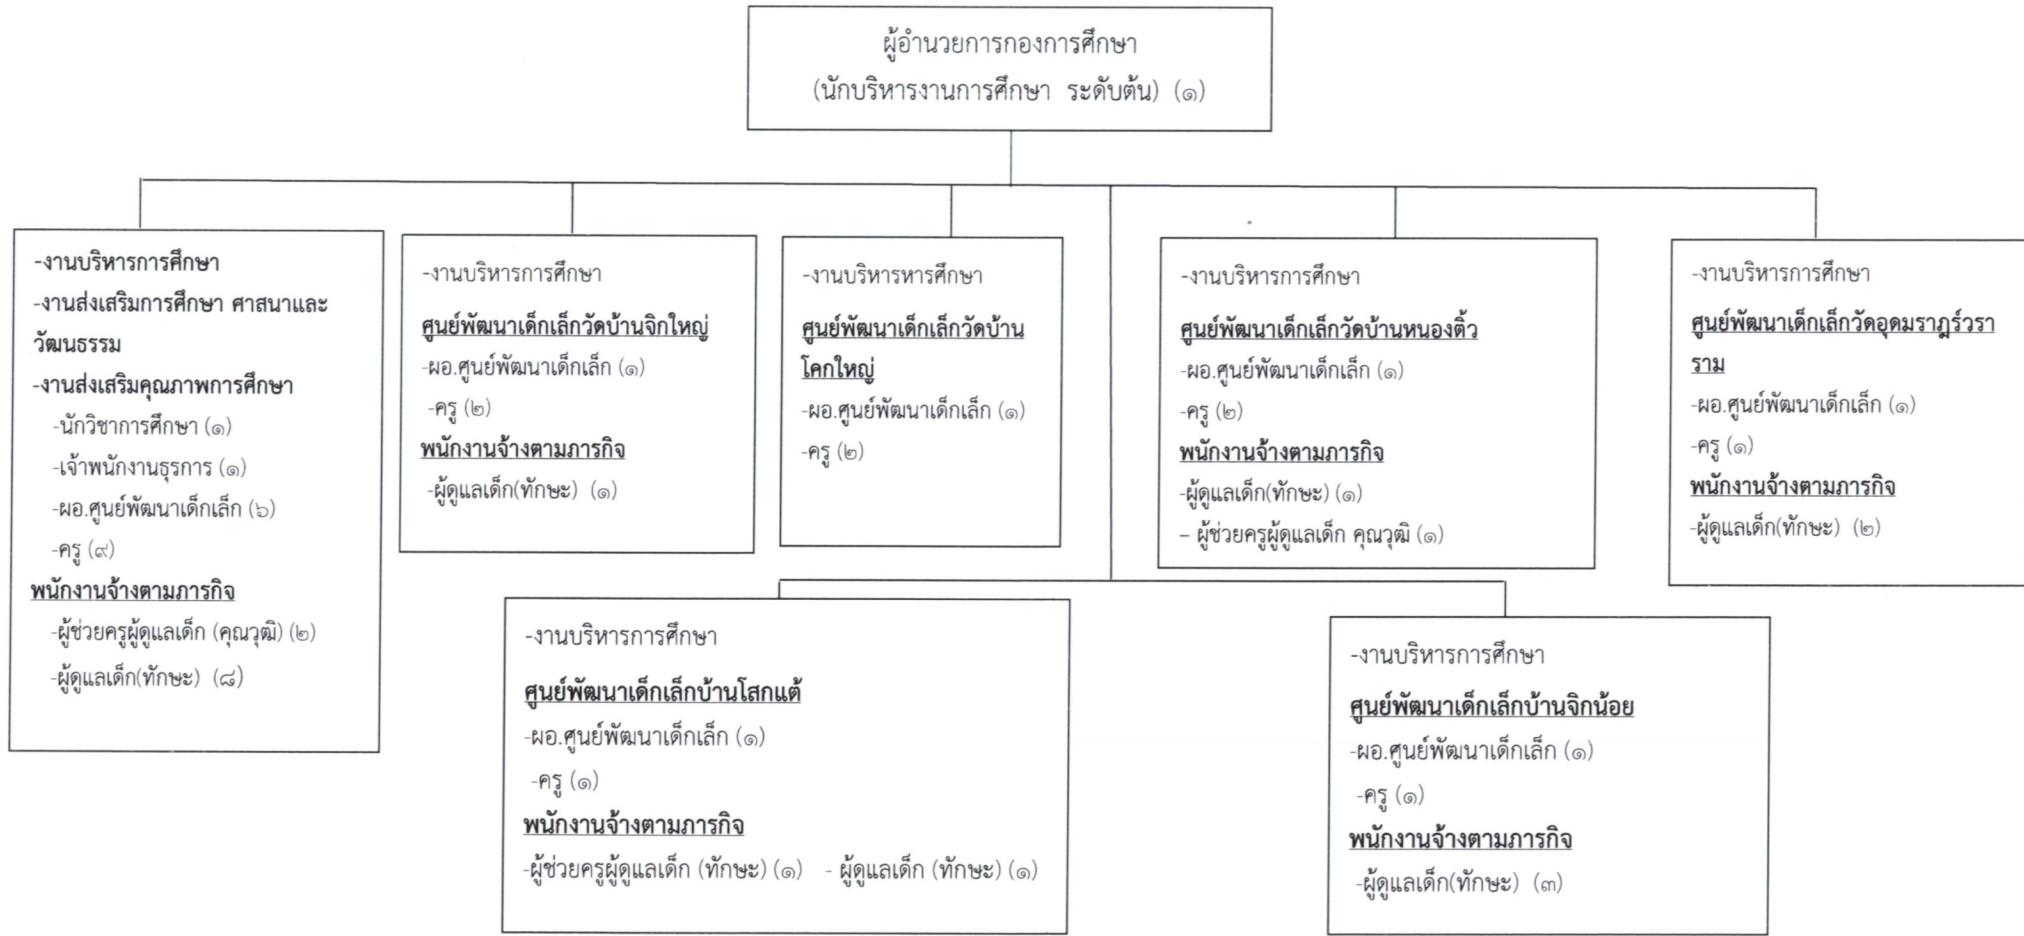 ผู้อำนวยการกองการศึกษา
(นักบริหารงานการศึกษา ระดับต้น) (๑)
-งานบริหารการศึกษา
-งานส่งเสริมการศึกษา ศาสนาและ
วัฒนธรรม
-งานส่งเสริมคุณภาพการศึกษา
-นักวิชาการศึกษา (๑)
-เจ้าพนักงานธุรการ (๑)
-ผอ.ศูนย์พัฒนาเด็กเล็ก (๖)
-ครู (๙)
พนักงานจ้างตามภารกิจ
-ผู้ช่วยครูผู้ดูแลเด็ก (คุณวุฒิ) (๒)
-ผู้ดูแลเด็ก(ทักษะ) (๘)
-งานบริหารการศึกษา
ศูนย์พัฒนาเด็กเล็กวัดบ้านจิกใหญ่
-ผอ.ศูนย์พัฒนาเด็กเล็ก (๑)
-ครู (๒)
พนักงานจ้างตามภารกิจ
-ผู้ดูแลเด็ก(ทักษะ) (๑)
-งานบริหารหารศึกษา
ศูนย์พัฒนาเด็กเล็กวัดบ้าน
โคกใหญ่
-ผอ.ศูนย์พัฒนาเด็กเล็ก (๑)
-ครู (๒)
-งานบริหารการศึกษา
ศูนย์พัฒนาเด็กเล็กวัดบ้านหนองติ้ว
-ผอ.ศูนย์พัฒนาเด็กเล็ก (๑)
-ครู (๒)
พนักงานจ้างตามภารกิจ
-ผู้ดูแลเด็ก(ทักษะ) (๑)
– ผู้ช่วยครูผู้ดูแลเด็ก คุณวุฒิ (๑)
-งานบริหารการศึกษา
ศูนย์พัฒนาเด็กเล็กวัดอุดมราฎร์วรา
ราม
-ผอ.ศูนย์พัฒนาเด็กเล็ก (๑)
-ครู (๑)
พนักงานจ้างตามภารกิจ
-ผู้ดูแลเด็ก(ทักษะ) (๒)
-งานบริหารการศึกษา
ศูนย์พัฒนาเด็กเล็กบ้านโสกแต้
-ผอ.ศูนย์พัฒนาเด็กเล็ก (๑)
-ครู (๑)
พนักงานจ้างตามภารกิจ
-ผู้ช่วยครูผู้ดูแลเด็ก (ทักษะ) (๑) - ผู้ดูแลเด็ก (ทักษะ) (๑)
-งานบริหารการศึกษา
ศูนย์พัฒนาเด็กเล็กบ้านจิกน้อย
-ผอ.ศูนย์พัฒนาเด็กเล็ก (๑)
-ครู (๑)
พนักงานจ้างตามภารกิจ
-ผู้ดูแลเด็ก(ทักษะ) (๓)